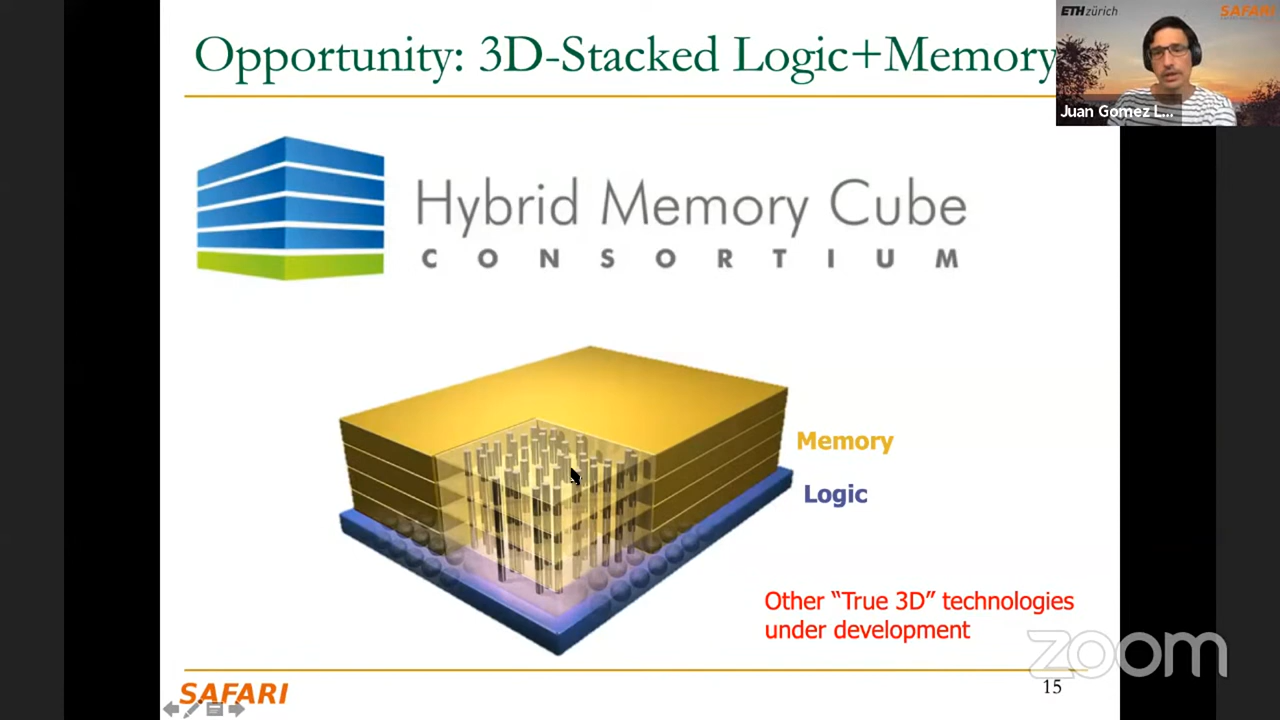 Opportunity: 3D-Stacked Logic+Memory
ETH zürich
SAFARI
Juan Gomez L...
Hybrid Memory Cube
CONSORTIUM
Memory
Logic
Other “True 3D” technologies
under development
zoom
SAFARI
15